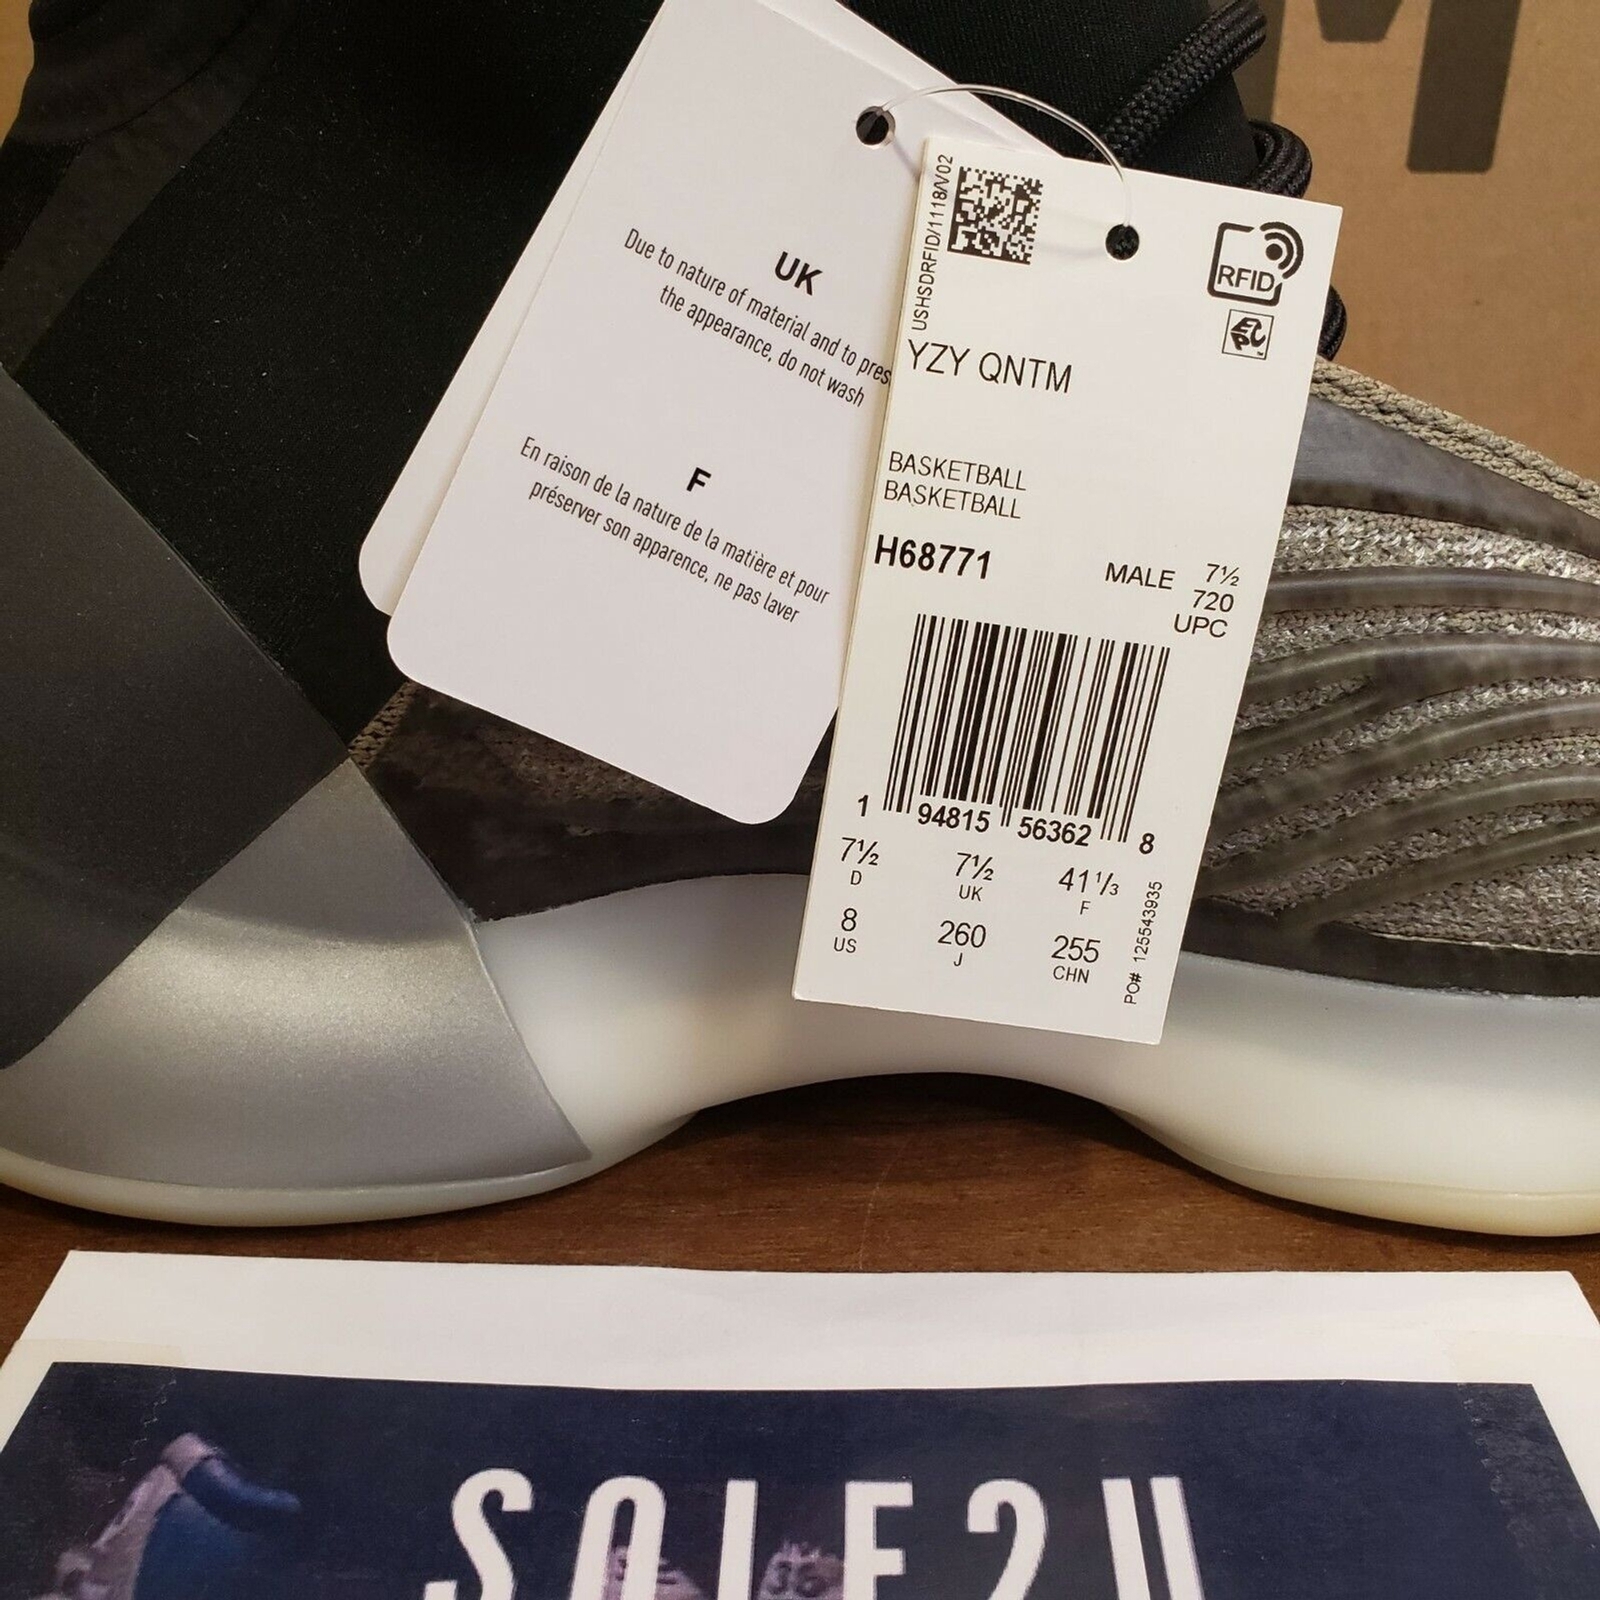 M
UK
Due to nature of material and to pres
the appearance, do not wash
F
En raison de la nature de la matière et pour
préserver son apparence, ne pas laver
USHSDRFID/1118/V02
RFID
EPC
YZY QNTM
BASKETBALL
BASKETBALL
H68771
MALE 7½
720
UPC
1 94815 56362 8
7½ 7½ 41⅓
D UK F
8 260 255
US J CHN
PO# 125543935
SOLE2U